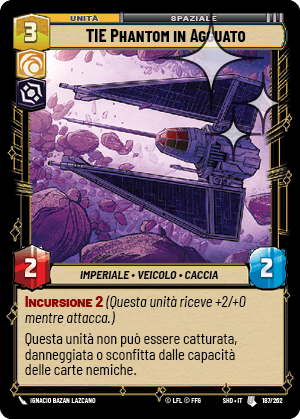 UNITÀ
SPAZIALE
3
TIE PHANTOM IN AGGUATO
2
2
IMPERIALE • VEICOLO • CACCIA
INCURSIONE 2 (Questa unità riceve +2/+0
mentre attacca.)
Questa unità non può essere catturata,
danneggiata o sconfitta dalle capacità
delle carte nemiche.
IGNACIO BAZAN LAZCANO
© LFL © FFG
SHD • IT
187/262